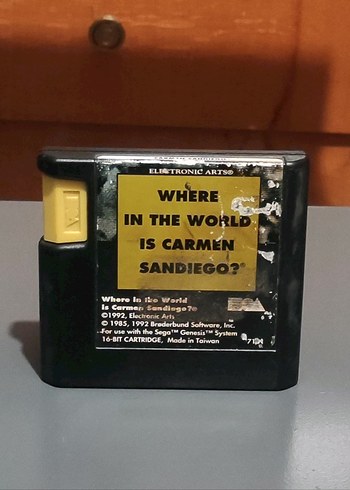 ELECTRONIC ARTS®
WHERE
IN THE WORLD
IS CARMEN
SANDIEGO?®
Where in the World
is Carmen Sandiego?®
©1992, Electronic Arts
© 1985, 1992 Brøderbund Software, Inc.
For use with the Sega™ Genesis™ System
16-BIT CARTRIDGE, Made in Taiwan